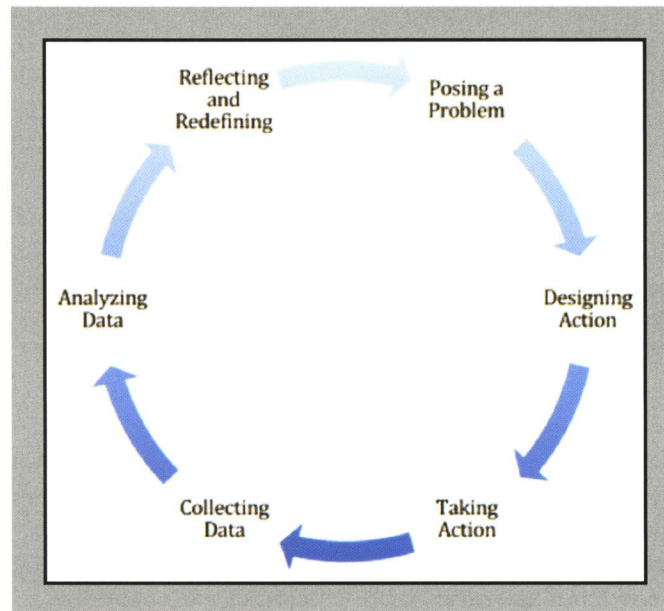 Reflecting
and
Redefining
Posing a
Problem
Designing
Action
Taking
Action
Collecting
Data
Analyzing
Data